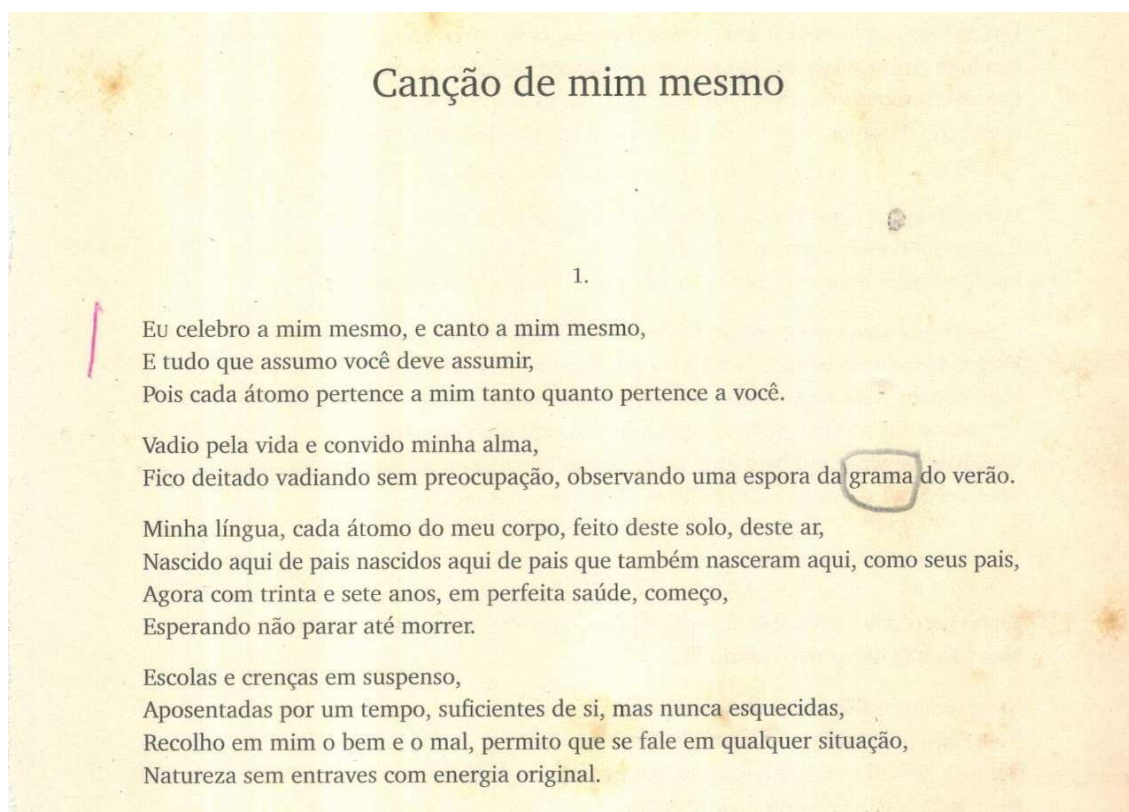 Canção de mim mesmo
1.
EU celebro a mim mesmo, e canto a mim mesmo,
E tudo que assumo você deve assumir,
Pois cada átomo pertence a mim tanto quanto pertence a você.
Vadio pela vida e convido minha alma,
Fico deitado vadiando sem preocupação, observando uma espora da grama do verão.
Minha língua, cada átomo do meu corpo, feito deste solo, deste ar,
Nascido aqui de pais nascidos aqui de pais que também nasceram aqui, como seus pais,
Agora com trinta e sete anos, em perfeita saúde, começo,
Esperando não parar até morrer.
Escolas e crenças em suspenso,
Aposentadas por um tempo, suficientes de si, mas nunca esquecidas,
Recolho em mim o bem e o mal, permito que se fale em qualquer situação,
Natureza sem entraves com energia original.